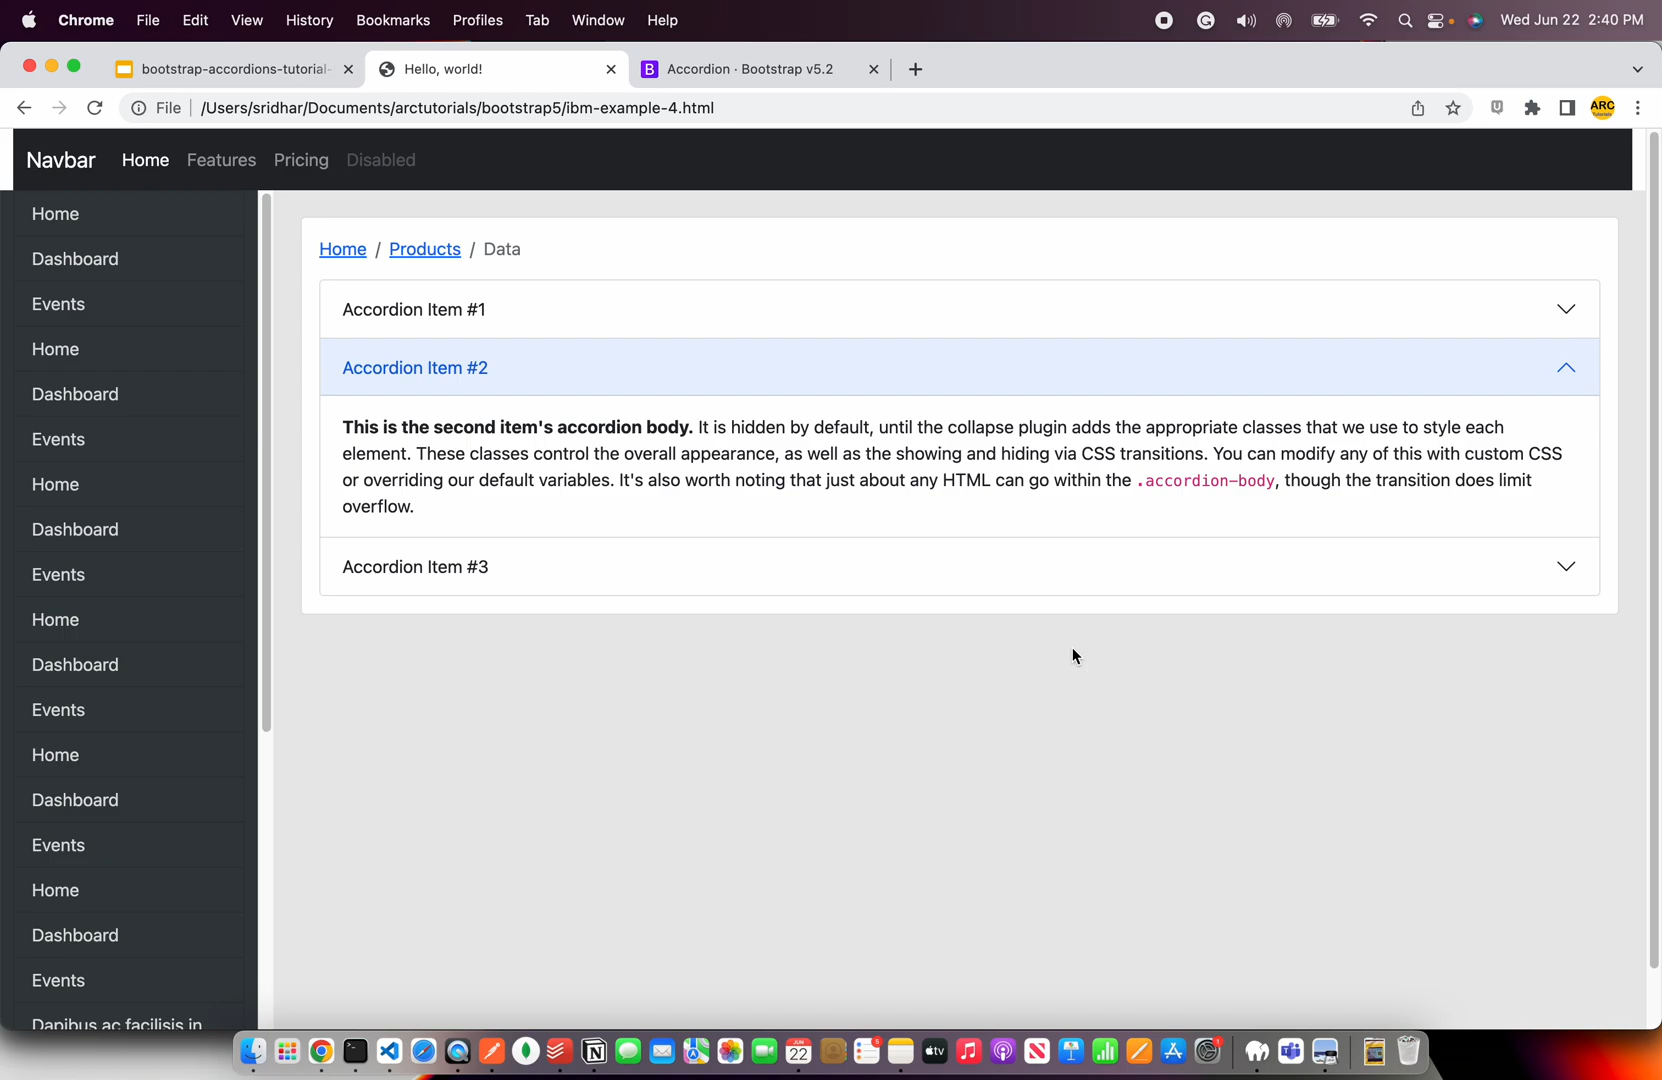 Chrome File Edit View History Bookmarks Profiles Tab Window Help Wed Jun 22 2:40 PM
bootstrap-accordions-tutorial- Hello, world! Accordion · Bootstrap v5.2
File /Users/sridhar/Documents/arctutorials/bootstrap5/ibm-example-4.html ARC
Navbar Home Features Pricing Disabled
Home
Dashboard
Events
Home
Dashboard
Events
Home
Dashboard
Events
Home
Dashboard
Events
Home
Dashboard
Events
Home
Dashboard
Events
Dapibus ac facilisis in
Home / Products / Data
Accordion Item #1
Accordion Item #2
This is the second item's accordion body. It is hidden by default, until the collapse plugin adds the appropriate classes that we use to style each
element. These classes control the overall appearance, as well as the showing and hiding via CSS transitions. You can modify any of this with custom CSS
or overriding our default variables. It's also worth noting that just about any HTML can go within the .accordion-body, though the transition does limit
overflow.
Accordion Item #3
JUN
22
5
tv
1